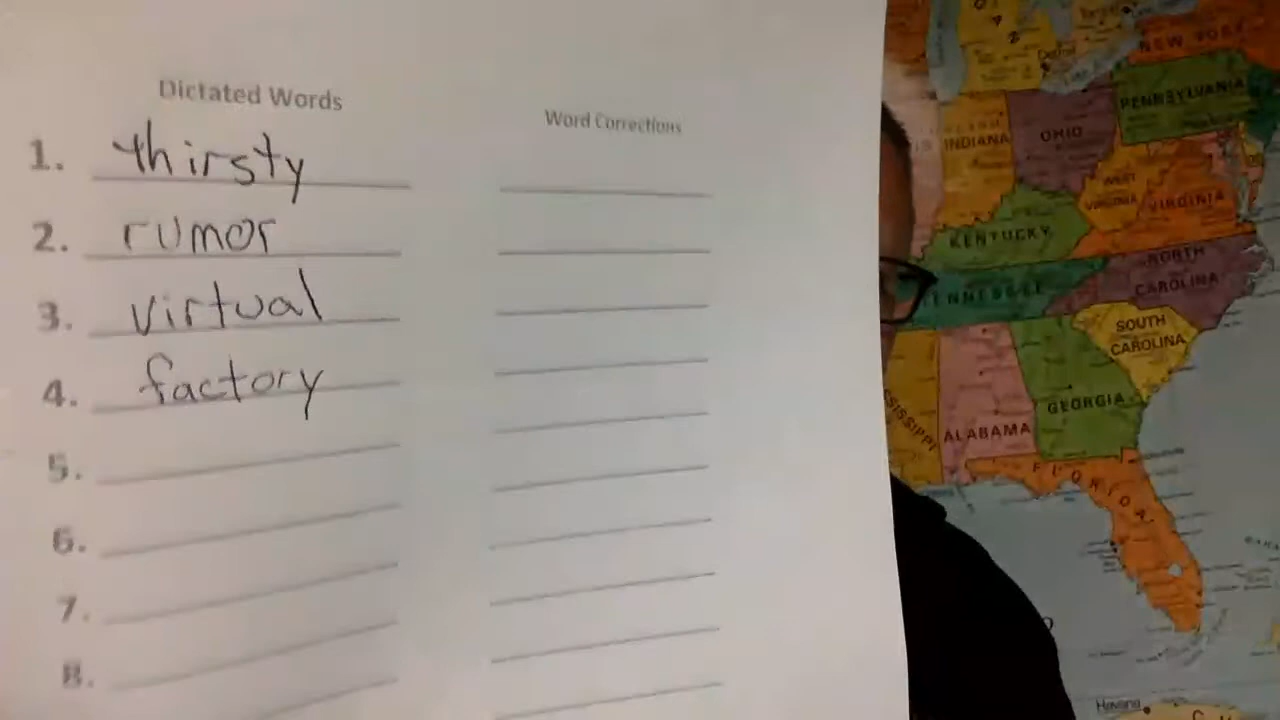 Dictated Words
Word Corrections
1. thirsty
2. rumor
3. virtual
4. factory
5.
6.
7.
8.
NEW YORK
PENNSYLVANIA
INDIANA
OHIO
WEST
VIRGINIA
VIRGINIA
KENTUCKY
TENNESSEE
NORTH
CAROLINA
SOUTH
CAROLINA
SISSIPPI
ALABAMA
GEORGIA
FLORIDA
Havana